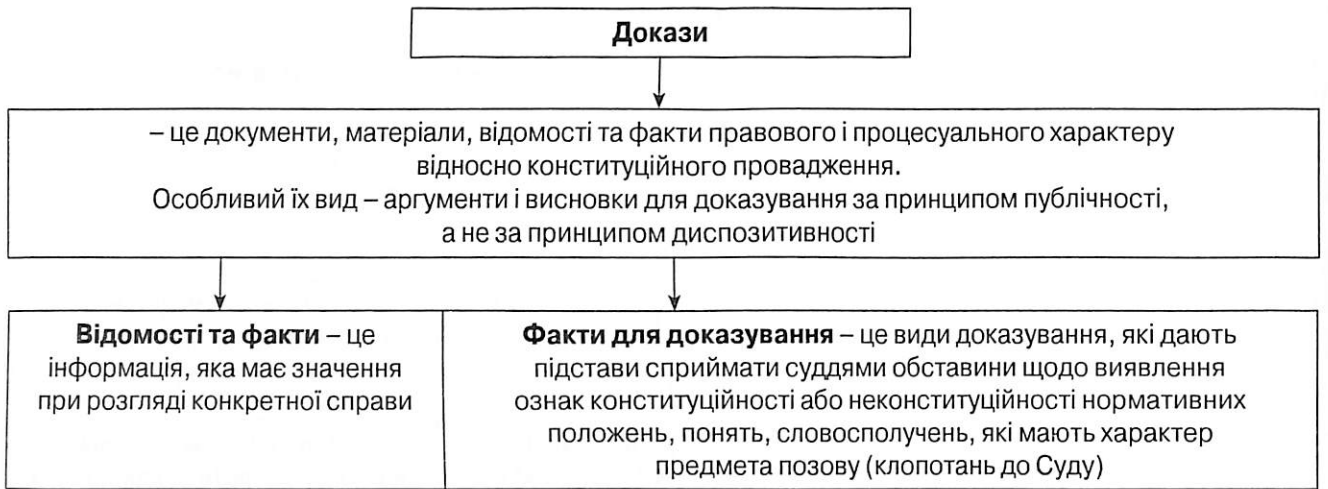 Докази
– це документи, матеріали, відомості та факти правового і процесуального характеру
відносно конституційного провадження.
Особливий їх вид – аргументи і висновки для доказування за принципом публічності,
а не за принципом диспозитивності
Відомості та факти – це
інформація, яка має значення
при розгляді конкретної справи
Факти для доказування – це види доказування, які дають
підстави сприймати суддями обставини щодо виявлення
ознак конституційності або неконституційності нормативних
положень, понять, словосполучень, які мають характер
предмета позову (клопотань до Суду)